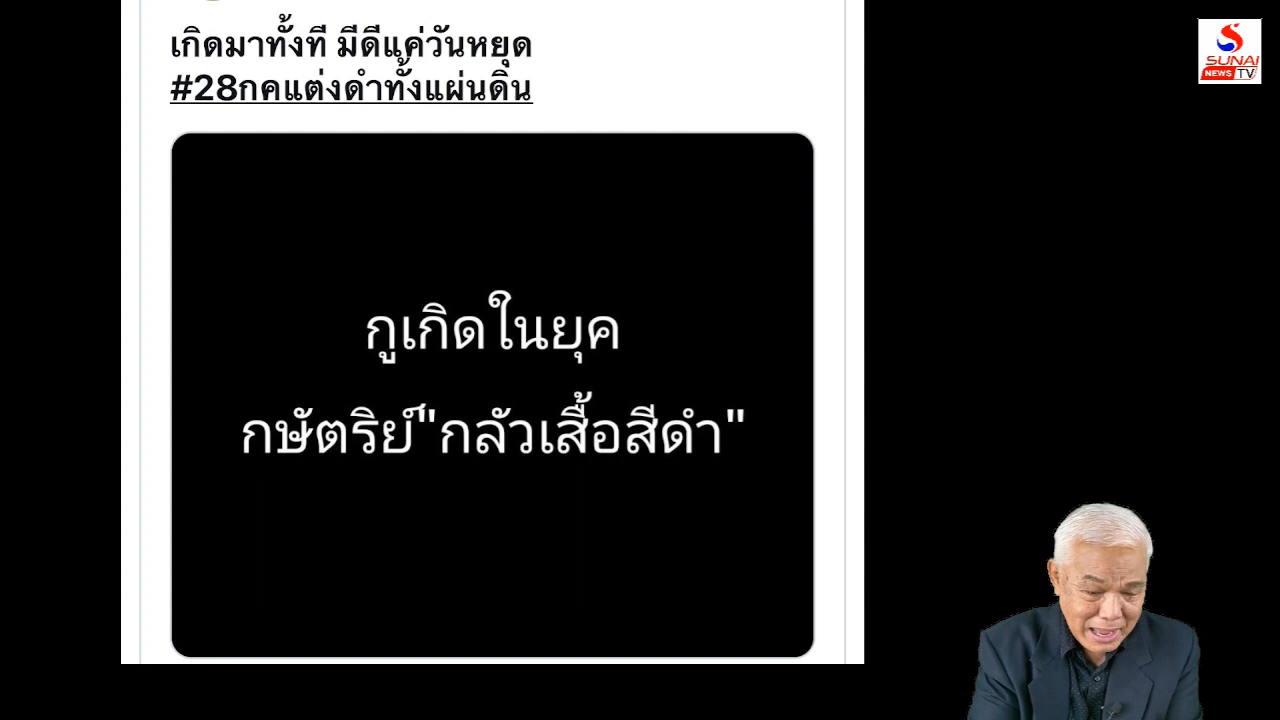 เกิดมาทั้งที มีดีแค่วันหยุด
#28กคแต่งดำทั้งแผ่นดิน
กูเกิดในยุค
กษัตริย์"กลัวเสื้อสีดำ"
SUNAI
NEWS TV